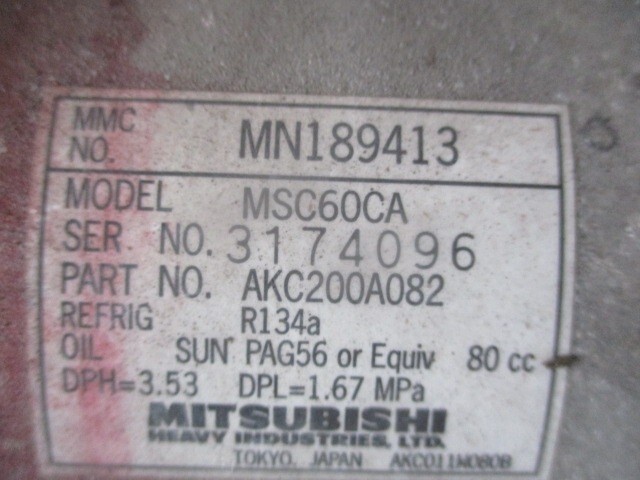 MMC NO. MN189413
MODEL MSC60CA
SER NO. 3174096
PART NO. AKC200A082
REFRIG R134a
OIL SUN PAG56 or Equiv 80 cc
DPH=3.53 DPL=1.67 MPa
MITSUBISHI
HEAVY INDUSTRIES, LTD.
TOKYO, JAPAN AKC011M080B